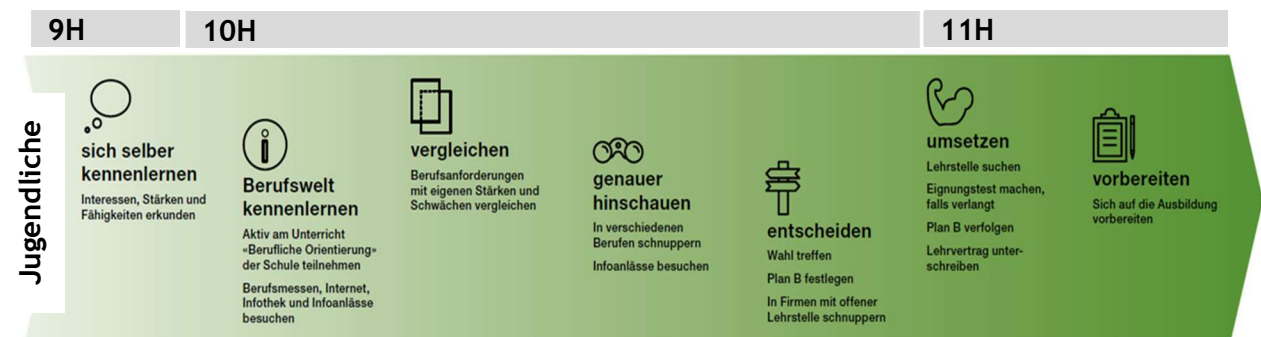 9H
10H
11H
Jugendliche
sich selber
kennenlernen
Interessen, Stärken und
Fähigkeiten erkunden
Berufswelt
kennenlernen
Aktiv am Unterricht
«Berufliche Orientierung»
der Schule teilnehmen
Berufsmessen, Internet,
Infothek und Infoanlässe
besuchen
vergleichen
Berufsanforderungen
mit eigenen Stärken und
Schwächen vergleichen
genauer
hinschauen
In verschiedenen
Berufen schnuppern
Infoanlässe besuchen
entscheiden
Wahl treffen
Plan B festlegen
In Firmen mit offener
Lehrstelle schnuppern
umsetzen
Lehrstelle suchen
Eignungstest machen,
falls verlangt
Plan B verfolgen
Lehrvertrag unter-
schreiben
vorbereiten
Sich auf die Ausbildung
vorbereiten